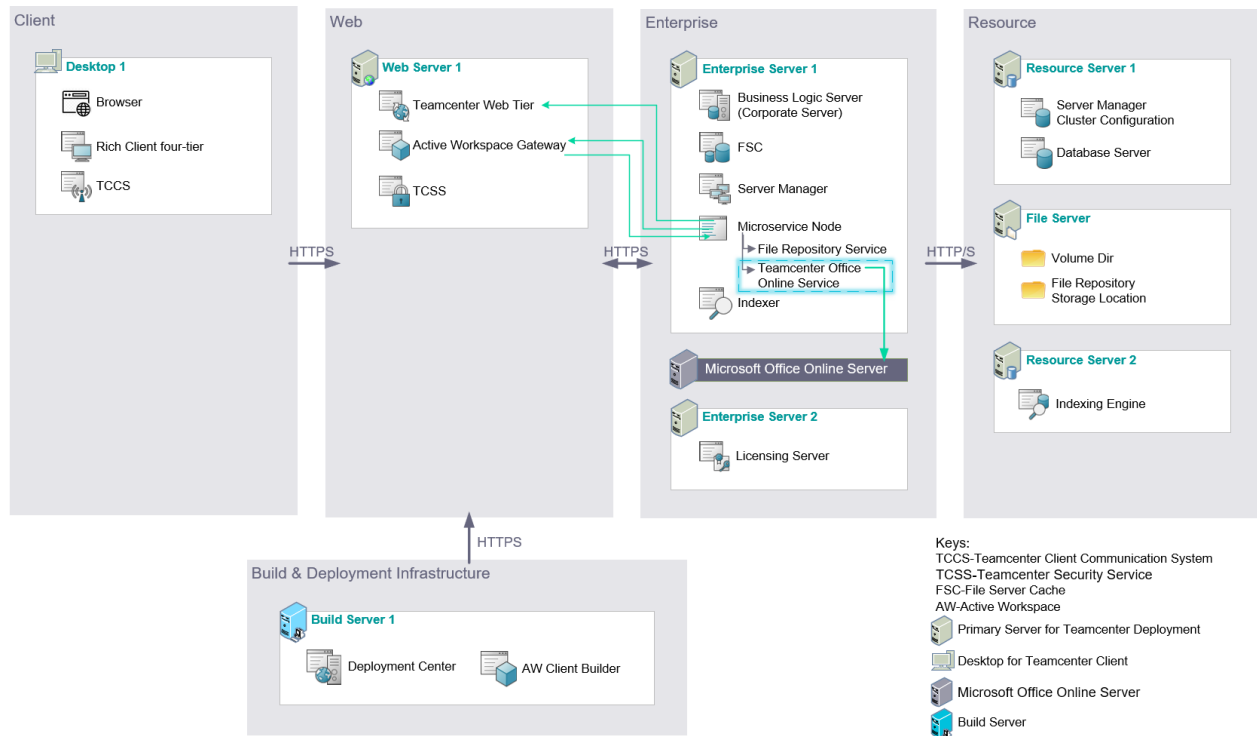 Client
Desktop 1
Browser
Rich Client four-tier
TCCS
HTTPS
Web
Web Server 1
Teamcenter Web Tier
Active Workspace Gateway
TCSS
HTTPS
Enterprise
Enterprise Server 1
Business Logic Server
(Corporate Server)
FSC
Server Manager
Microservice Node
File Repository Service
Teamcenter Office
Online Service
Indexer
Microsoft Office Online Server
Enterprise Server 2
Licensing Server
HTTP/S
Resource
Resource Server 1
Server Manager
Cluster Configuration
Database Server
File Server
Volume Dir
File Repository
Storage Location
Resource Server 2
Indexing Engine
HTTPS
Build & Deployment Infrastructure
Build Server 1
Deployment Center
AW Client Builder
Keys:
TCCS-Teamcenter Client Communication System
TCSS-Teamcenter Security Service
FSC-File Server Cache
AW-Active Workspace
Primary Server for Teamcenter Deployment
Desktop for Teamcenter Client
Microsoft Office Online Server
Build Server